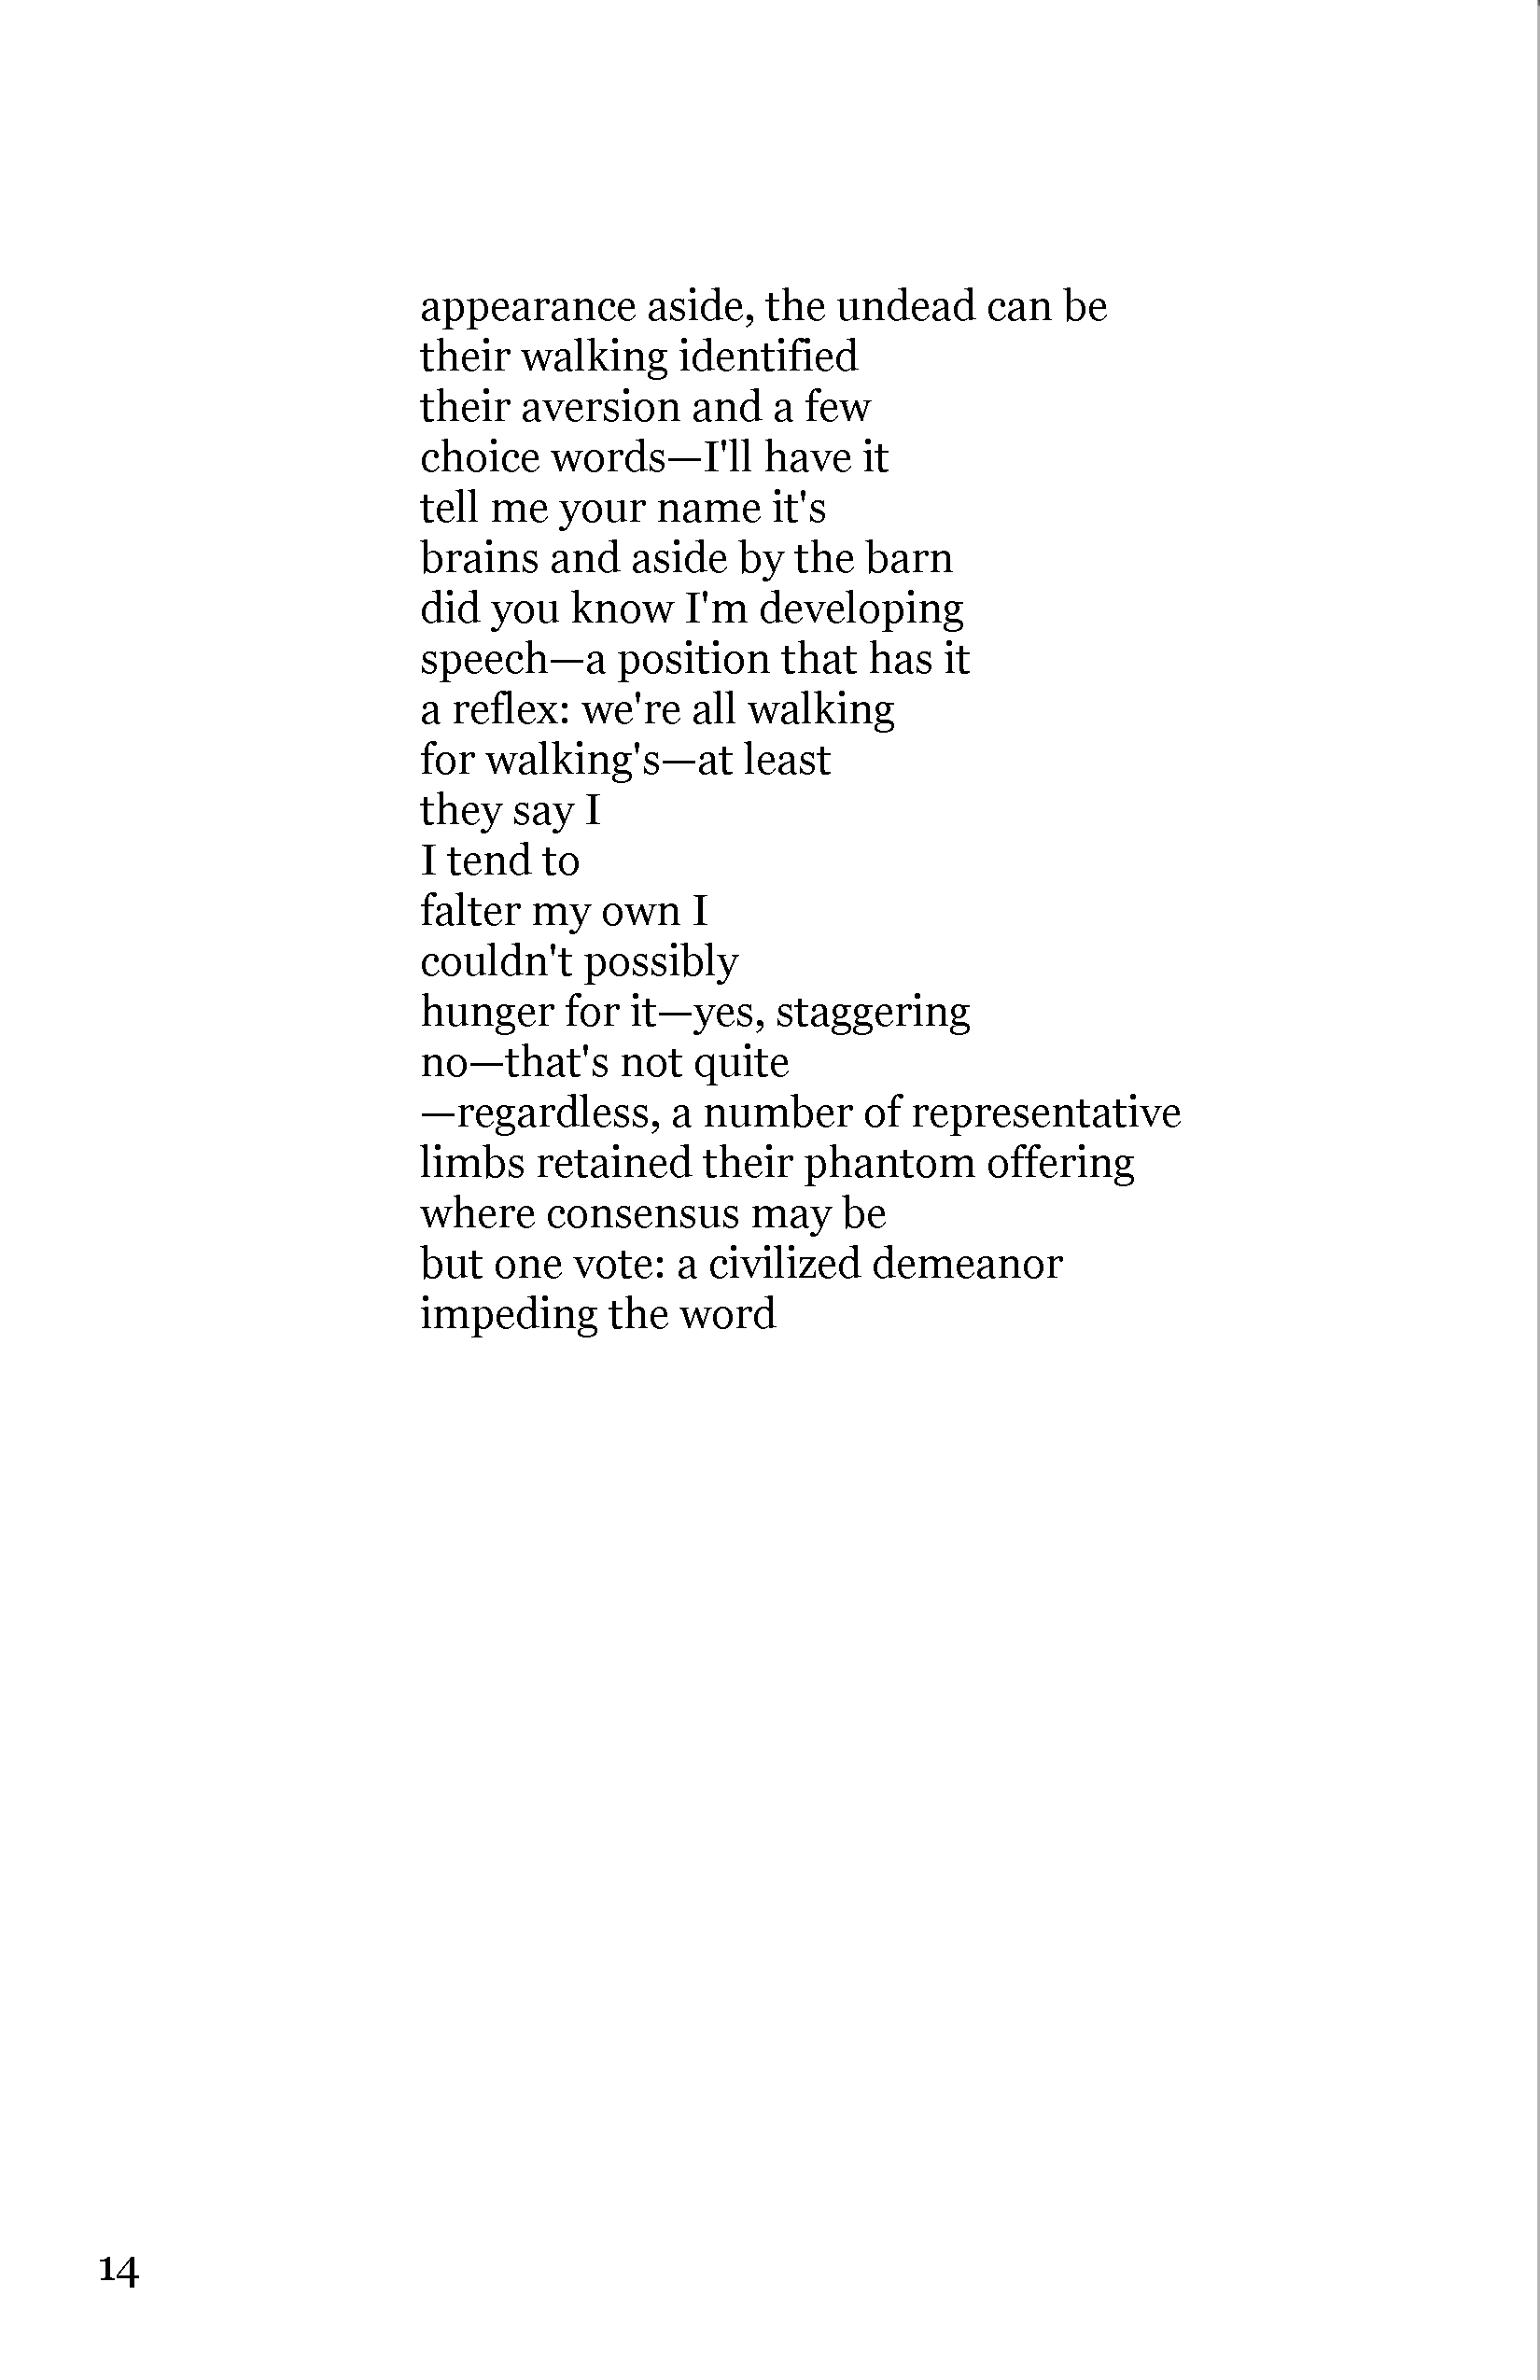 appearance aside, the undead can be
their walking identified
their aversion and a few
choice words—I'll have it
tell me your name it's
brains and aside by the barn
did you know I'm developing
speech—a position that has it
a reflex: we're all walking
for walking's—at least
they say I
I tend to
falter my own I
couldn't possibly
hunger for it—yes, staggering
no—that's not quite
—regardless, a number of representative
limbs retained their phantom offering
where consensus may be
but one vote: a civilized demeanor
impeding the word
14